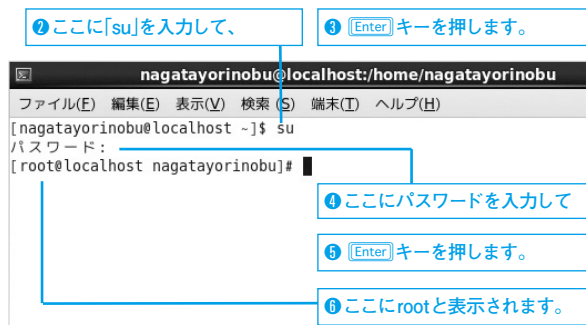 ❷ここに「su」を入力して、
❸ Enter キーを押します。
nagatayorinobu@localhost:/home/nagatayorinobu
ファイル(F) 編集(E) 表示(V) 検索 (S) 端末(T) ヘルプ(H)
[nagatayorinobu@localhost ~]$ su
パスワード:
[root@localhost nagatayorinobu]#
❹ここにパスワードを入力して
❺ Enter キーを押します。
❻ここにrootと表示されます。